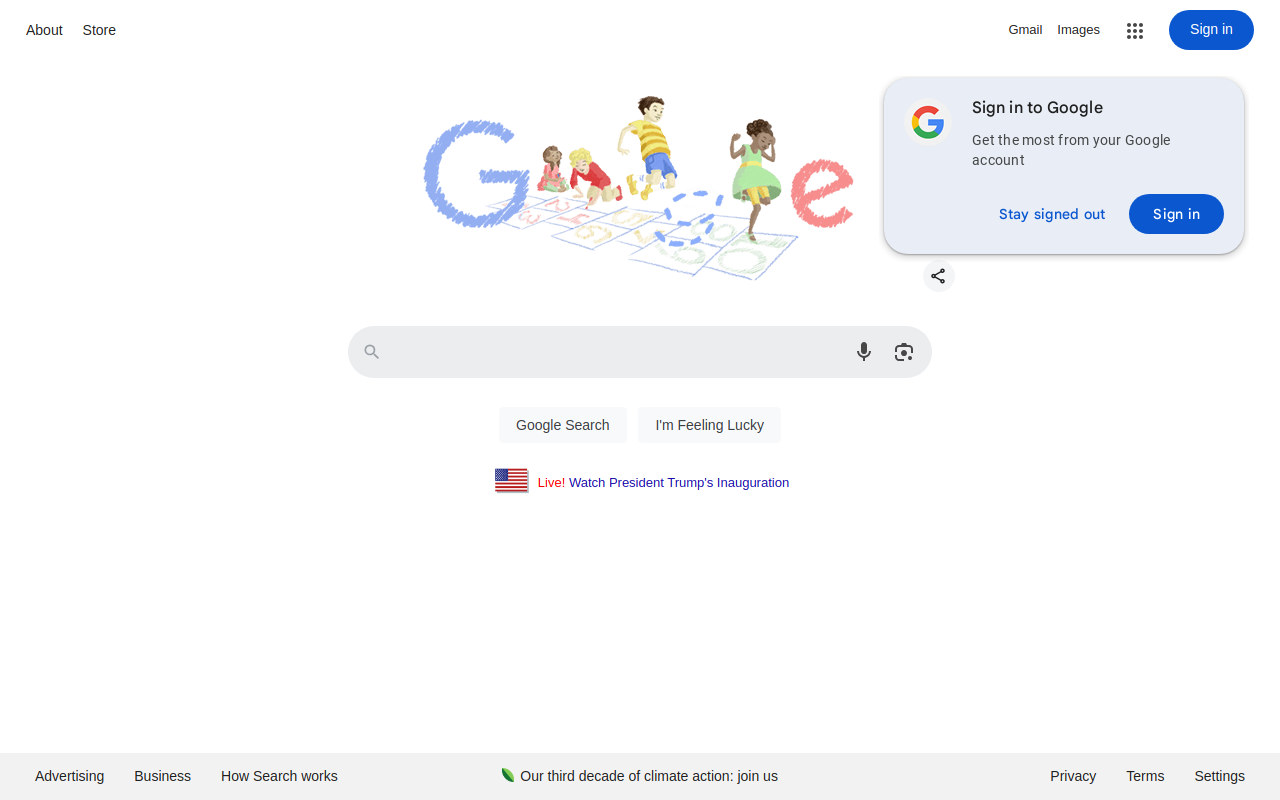 About
Store
Gmail
Images
Sign in
Sign in to Google
Get the most from your Google
account
Stay signed out
Sign in
Google Search
I'm Feeling Lucky
Live! Watch President Trump's Inauguration
Advertising
Business
How Search works
Our third decade of climate action: join us
Privacy
Terms
Settings